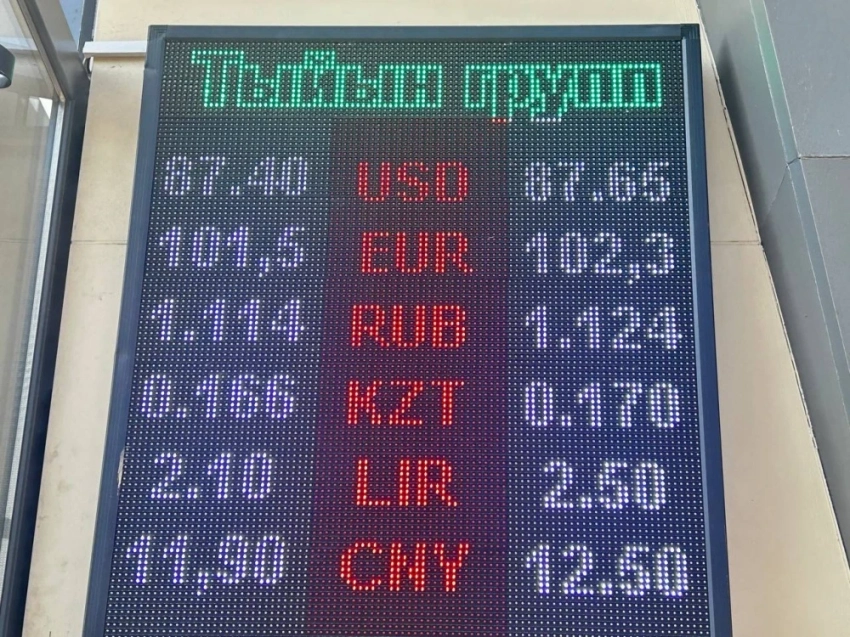 Тыйын групп
87.40 USD 87.65
101,5 EUR 102,3
1.114 RUB 1.124
0.166 KZT 0.170
2.10 LIR 2.50
11,90 CNY 12.50